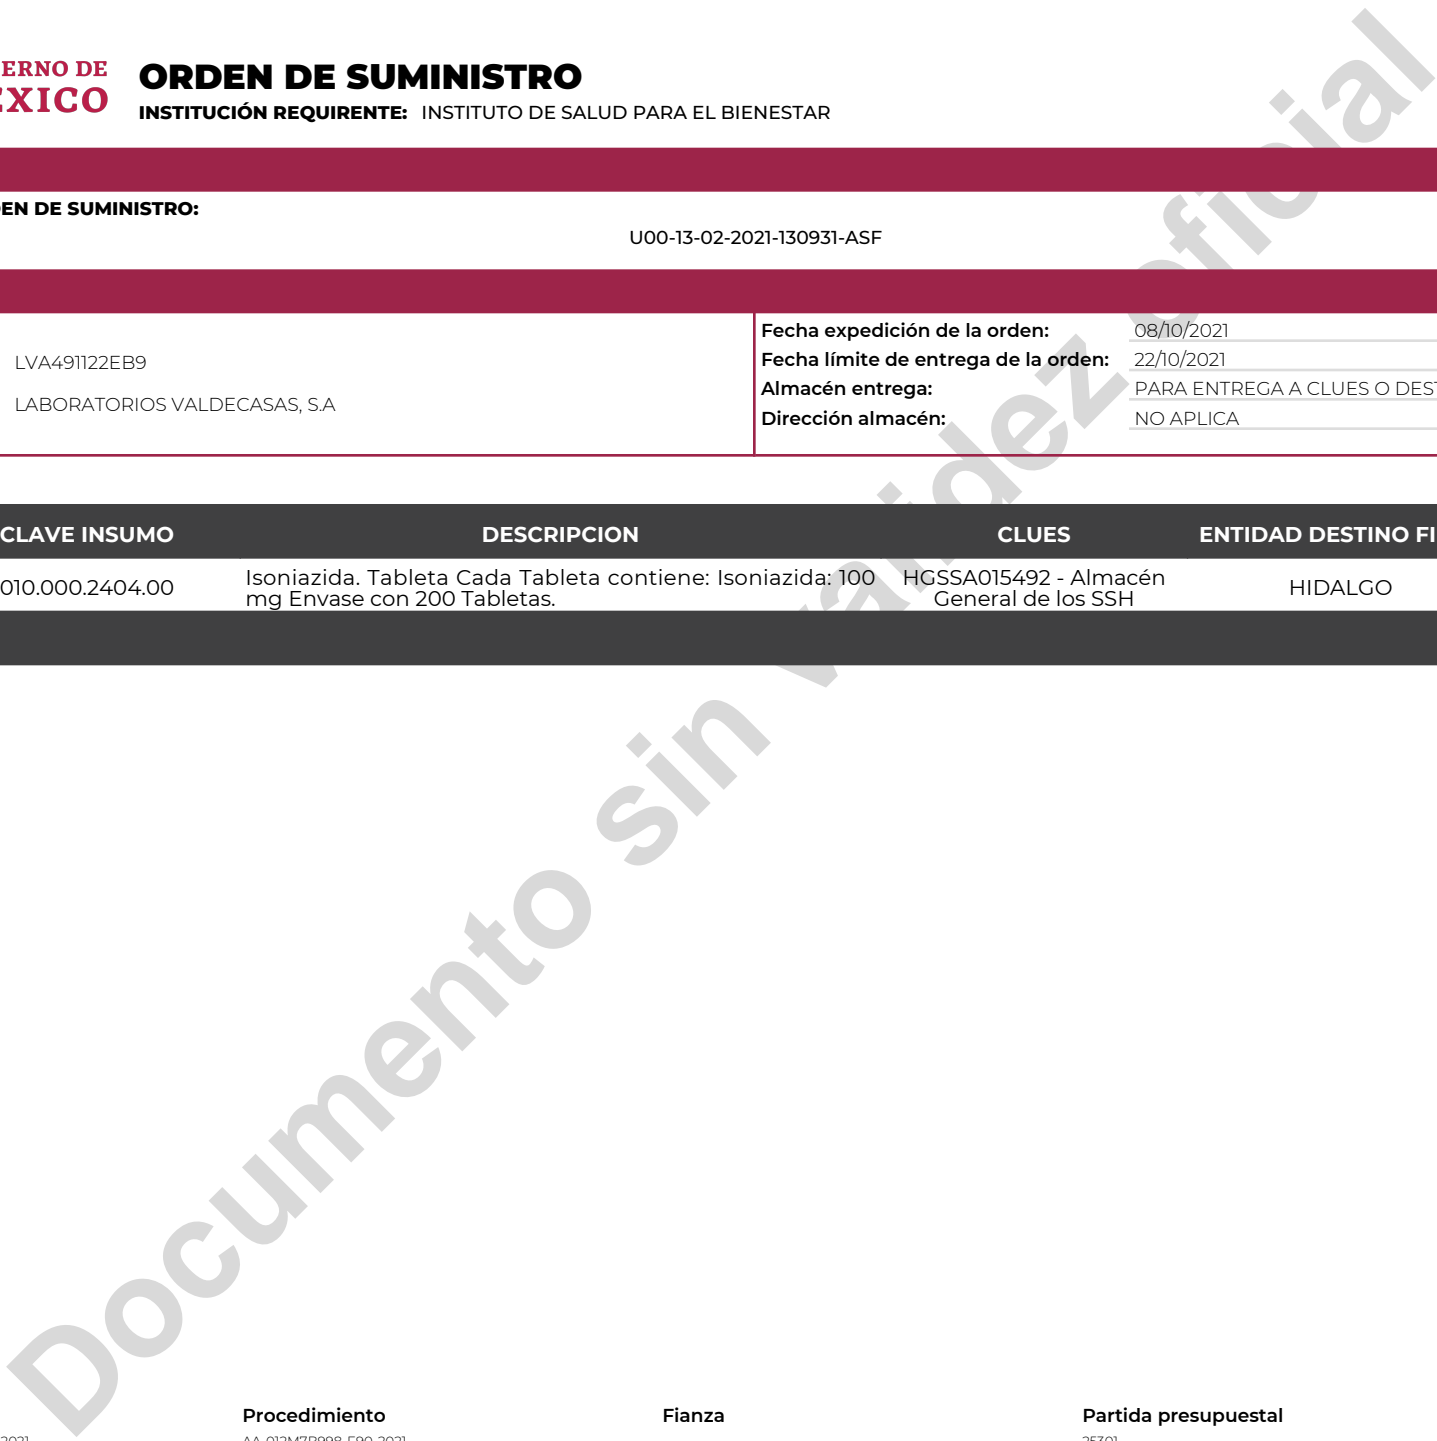 ERNO DE
EXICO
ORDEN DE SUMINISTRO
INSTITUCIÓN REQUIRENTE: INSTITUTO DE SALUD PARA EL BIENESTAR
EN DE SUMINISTRO:
U00-13-02-2021-130931-ASF
LVA491122EB9
LABORATORIOS VALDECASAS, S.A
Fecha expedición de la orden: 08/10/2021
Fecha límite de entrega de la orden: 22/10/2021
Almacén entrega: PARA ENTREGA A CLUES O DEST
Dirección almacén: NO APLICA
CLAVE INSUMO DESCRIPCION CLUES ENTIDAD DESTINO FI
010.000.2404.00 Isoniazida. Tableta Cada Tableta contiene: Isoniazida: 100 HGSSA015492 - Almacén HIDALGO
mg Envase con 200 Tabletas. General de los SSH
Documento sin validez oficial
Procedimiento Fianza Partida presupuestal